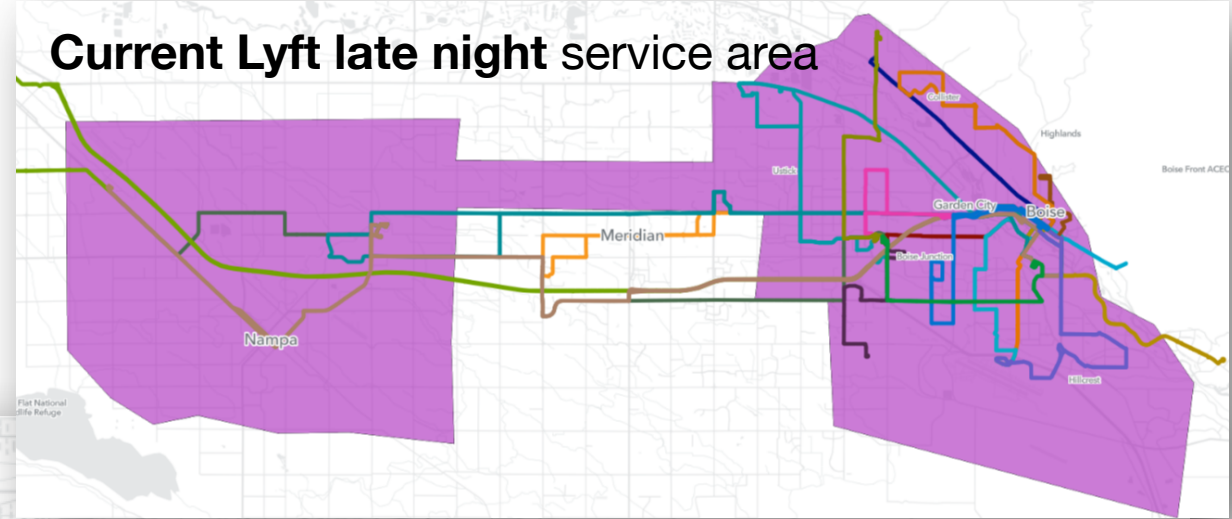 Current Lyft late night service area
Collister
Highlands
Boise Front ACEC
Ustick
Garden City
Boise
Meridian
Boise Junction
Nampa
Hillcrest
Flat National
dlife Refuge